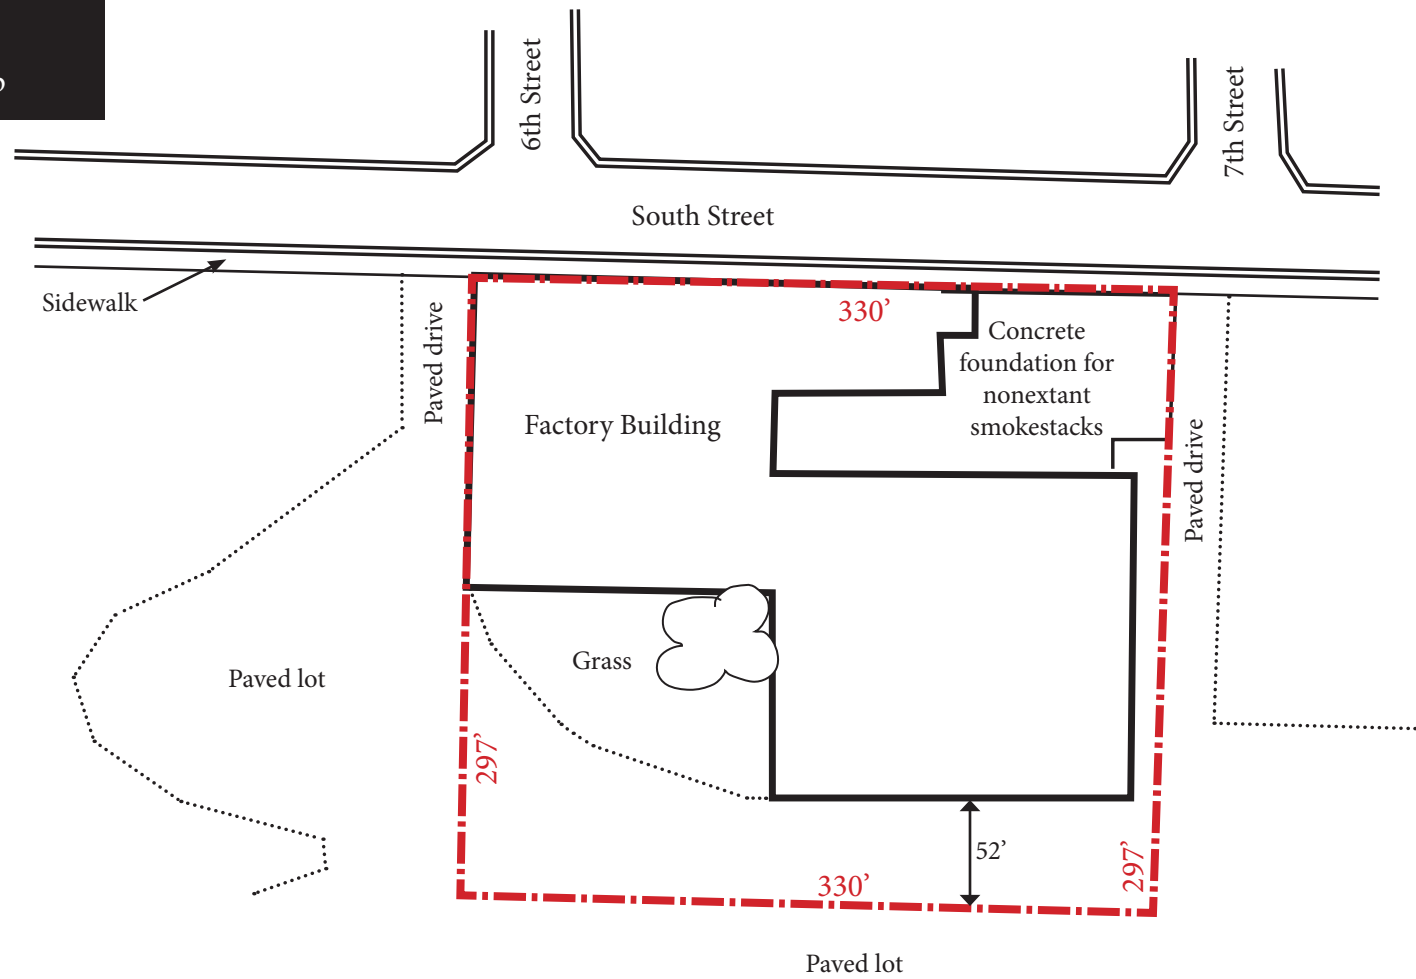 6th Street
7th Street
South Street
Sidewalk
Paved drive
330’
Concrete
foundation for
nonextant
smokestacks
Factory Building
Paved drive
Grass
Paved lot
297’
52’
297’
330’
Paved lot